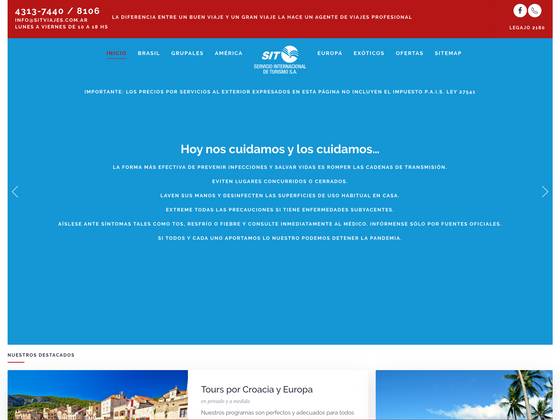 4313-7440 / 8106
INFO@SITVIAJES.COM.AR
LUNES A VIERNES DE 10 A 18 HS
LA DIFERENCIA ENTRE UN BUEN VIAJE Y UN GRAN VIAJE LA HACE UN AGENTE DE VIAJES PROFESIONAL
LEGAJO 2180
INICIO BRASIL GRUPALES AMÉRICA
SIT
SERVICIO INTERNACIONAL
DE TURISMO S.A.
EUROPA EXÓTICOS OFERTAS SITEMAP
IMPORTANTE: LOS PRECIOS POR SERVICIOS AL EXTERIOR EXPRESADOS EN ESTA PÁGINA NO INCLUYEN EL IMPUESTO P.A.I.S. LEY 27541
Hoy nos cuidamos y los cuidamos...
LA FORMA MÁS EFECTIVA DE PREVENIR INFECCIONES Y SALVAR VIDAS ES ROMPER LAS CADENAS DE TRANSMISIÓN.
EVITEN LUGARES CONCURRIDOS O CERRADOS.
LAVEN SUS MANOS Y DESINFECTEN LAS SUPERFICIES DE USO HABITUAL EN CASA.
EXTREME TODAS LAS PRECAUCIONES SI TIENE ENFERMEDADES SUBYACENTES.
AÍSLESE ANTE SÍNTOMAS TALES COMO TOS, RESFRÍO O FIEBRE Y CONSULTE INMEDIATAMENTE AL MÉDICO. INFÓRMENSE SÓLO POR FUENTES OFICIALES.
SI TODOS Y CADA UNO APORTAMOS LO NUESTRO PODEMOS DETENER LA PANDEMIA.
NUESTROS DESTACADOS
Tours por Croacia y Europa
en privado y a medida
Nuestros programas son perfectos y adecuados para todos